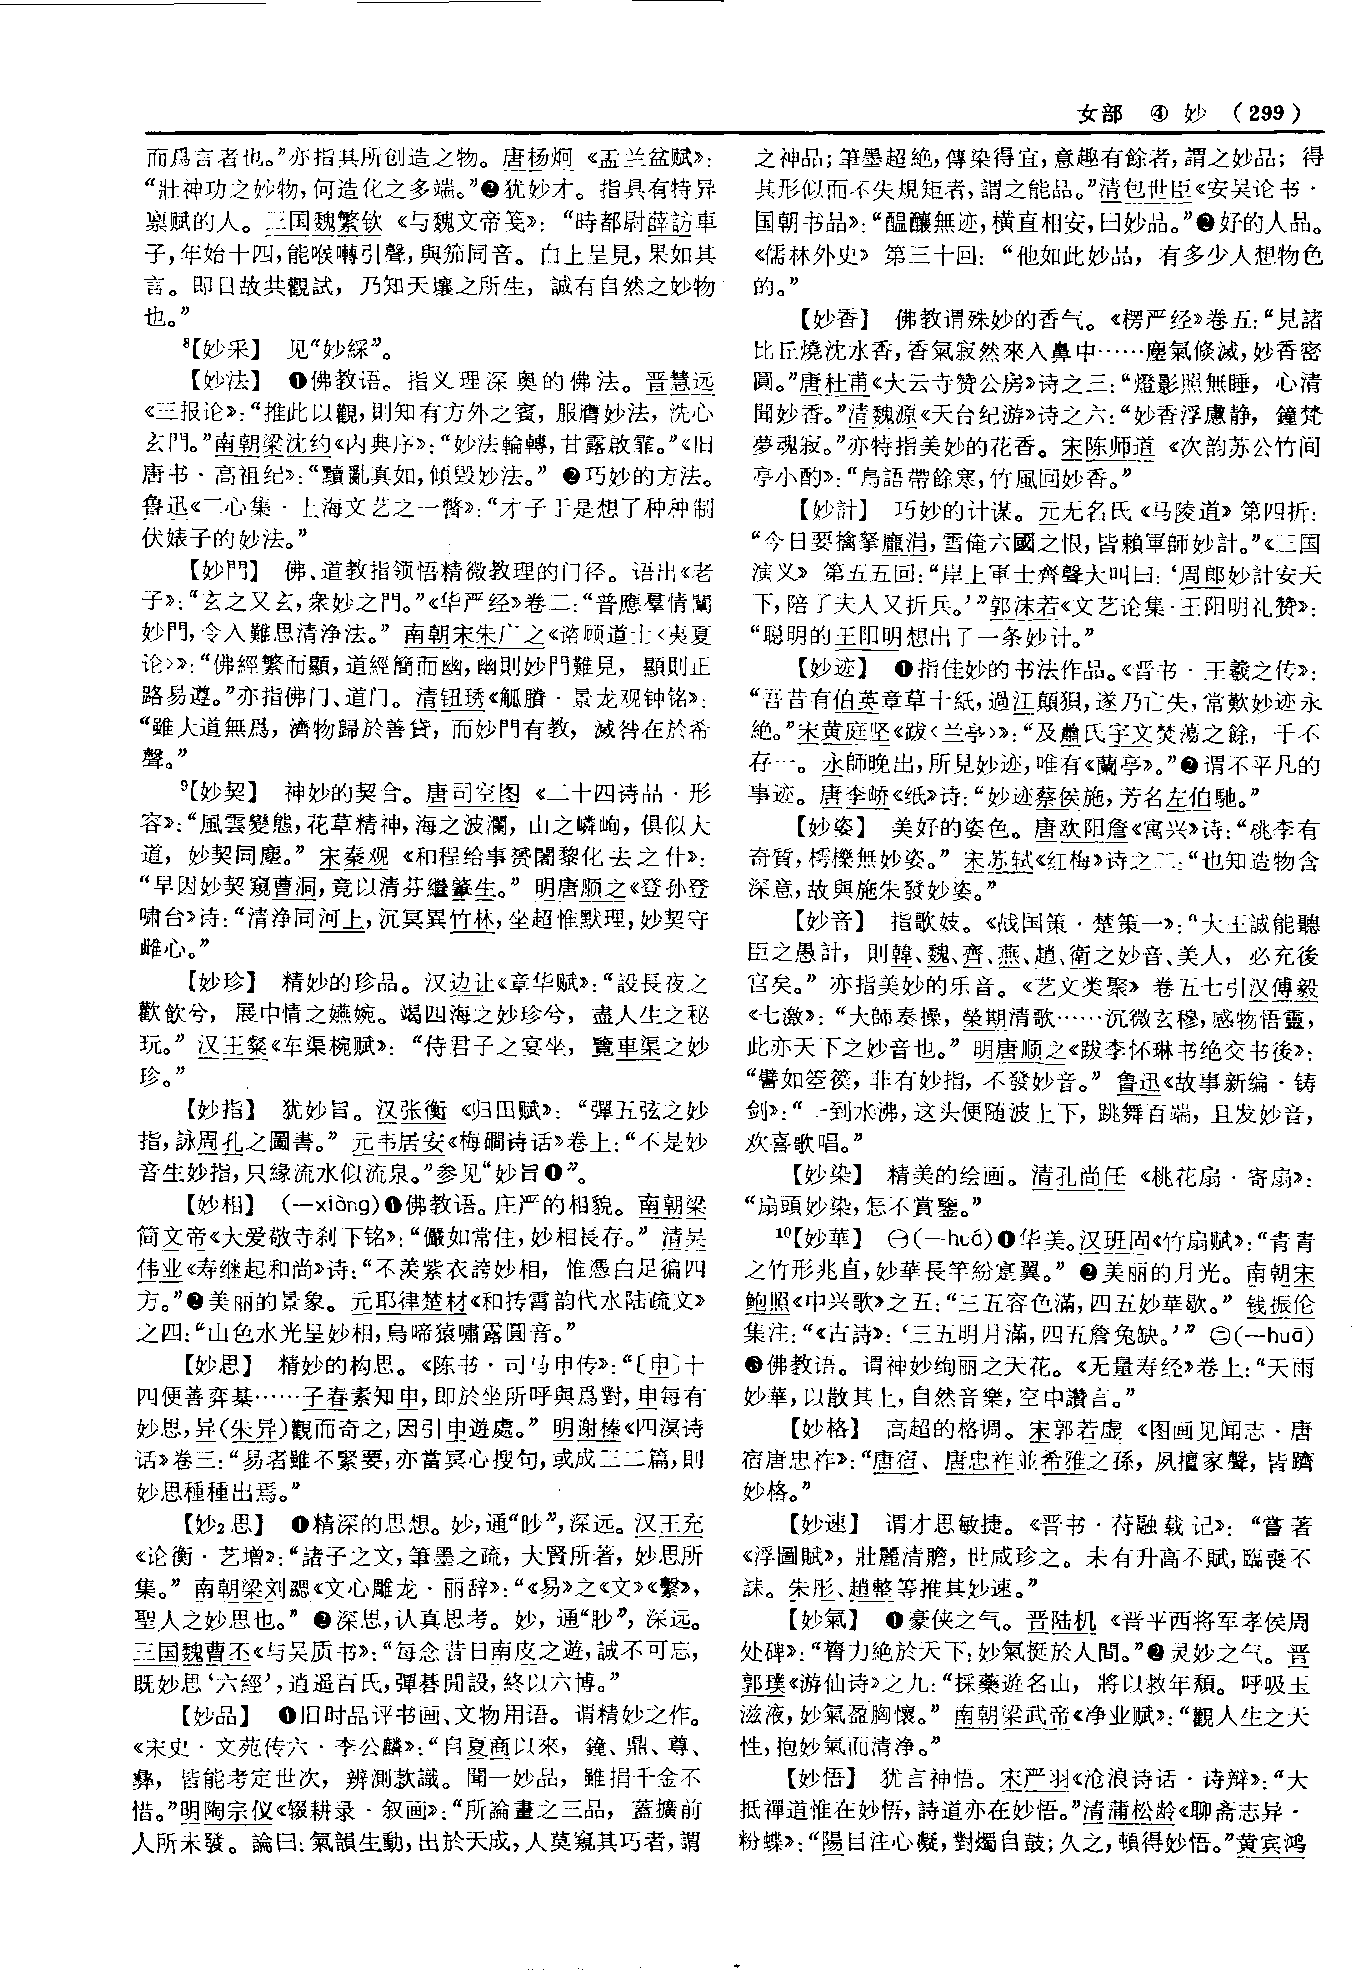 女部 ④ 妙 (299)
而爲言者也。”亦指其所创造之物。唐杨炯《盂兰盆赋》：
“壯神功之妙物，何造化之多端。”❷犹妙才。指具有特异
禀赋的人。三国魏繁钦《与魏文帝笺》：“時都尉薛訪車
子，年始十四，能喉囀引聲，與笳同音。白上呈見，果如其
言。即日故共觀試，乃知天壤之所生，誠有自然之妙物
也。”
⁸【妙采】 见“妙綵”。
【妙法】 ❶佛教语。指义理深奥的佛法。晋慧远
《三报论》：“推此以觀，則知有方外之賓，服膺妙法，洗心
玄門。”南朝梁沈约《内典序》：“妙法輪轉，甘露啟霏。”《旧
唐书·高祖纪》：“黷亂真如，傾毀妙法。”❷巧妙的方法。
鲁迅《二心集·上海文艺之一瞥》：“才子于是想了种种制
伏婊子的妙法。”
【妙門】 佛、道教指领悟精微教理的门径。语出《老
子》：“玄之又玄，衆妙之門。”《华严经》卷二：“普應羣情闡
妙門，令入難思清浄法。”南朝宋朱广之《谘顾道士〈夷夏
论〉》：“佛經繁而顯，道經簡而幽，幽則妙門難見，顯則正
路易遵。”亦指佛门、道门。清钮琇《觚賸·景龙观钟铭》：
“雖大道無爲，濟物歸於善貸，而妙門有教，滅咎在於希
聲。”
⁹【妙契】 神妙的契合。唐司空图《二十四诗品·形
容》：“風雲變態，花草精神，海之波瀾，山之嶙峋，俱似大
道，妙契同塵。”宋秦观《和程给事赟闍黎化去之什》：
“早因妙契窺曹洞，竟以清芬繼肇生。”明唐顺之《登孙登
啸台》诗：“清浄同河上，沉冥異竹林，坐超惟默理，妙契守
雌心。”
【妙珍】 精妙的珍品。汉边让《章华赋》：“設長夜之
歡飲兮，展中情之嬿婉。竭四海之妙珍兮，盡人生之秘
玩。”汉王粲《车渠椀赋》：“侍君子之宴坐，覽車渠之妙
珍。”
【妙指】 犹妙旨。汉张衡《归田赋》：“彈五弦之妙
指，詠周孔之圖書。”元韦居安《梅磵诗话》卷上：“不是妙
音生妙指，只緣流水似流泉。”参见“妙旨❶”。
【妙相】 (—xiàng)❶佛教语。庄严的相貌。南朝梁
简文帝《大爱敬寺刹下铭》：“儼如常住，妙相長存。”清吴
伟业《寿继起和尚》诗：“不羡紫衣誇妙相，惟憑白足徧四
方。”❷美丽的景象。元耶律楚材《和抟霄韵代水陆疏文》
之四：“山色水光呈妙相，烏啼猿嘯露圓音。”
【妙思】 精妙的构思。《陈书·司马申传》：“〔申〕十
四便善弈棊……子春素知申，即於坐所呼與爲對，申每有
妙思，异（朱异）觀而奇之，因引申遊處。”明谢榛《四溟诗
话》卷三：“易者雖不緊要，亦當冥心搜句，或成三二篇，則
妙思種種出焉。”
【妙₂思】 ❶精深的思想。妙，通“眇”，深远。汉王充
《论衡·艺增》：“諸子之文，筆墨之疏，大賢所著，妙思所
集。”南朝梁刘勰《文心雕龙·丽辞》：“《易》之《文》《繫》，
聖人之妙思也。”❷深思，认真思考。妙，通“眇”，深远。
三国魏曹丕《与吴质书》：“每念昔日南皮之遊，誠不可忘，
既妙思‘六經’，逍遥百氏，彈碁閒設，終以六博。”
【妙品】 ❶旧时品评书画、文物用语。谓精妙之作。
《宋史·文苑传六·李公麟》：“自夏商以來，鐘、鼎、尊、
彝，皆能考定世次，辨測款識。聞一妙品，雖捐千金不
惜。”明陶宗仪《辍耕录·叙画》：“所論畫之三品，蓋擴前
人所未發。論曰：氣韻生動，出於天成，人莫窺其巧者，謂
之神品；筆墨超絶，傳染得宜，意趣有餘者，謂之妙品；得
其形似而不失規矩者，謂之能品。”清包世臣《安吴论书·
国朝书品》：“醖釀無迹，横直相安，曰妙品。”❷好的人品。
《儒林外史》第三十回：“他如此妙品，有多少人想物色
的。”
【妙香】 佛教谓殊妙的香气。《楞严经》卷五：“見諸
比丘燒沈水香，香氣寂然來入鼻中……塵氣倐滅，妙香密
圓。”唐杜甫《大云寺赞公房》诗之三：“燈影照無睡，心清
聞妙香。”清魏源《天台纪游》诗之六：“妙香浮慮静，鐘梵
夢魂寂。”亦特指美妙的花香。宋陈师道《次韵苏公竹间
亭小酌》：“鳥語帶餘寒，竹風回妙香。”
【妙計】 巧妙的计谋。元无名氏《马陵道》第四折：
“今日要擒拏龐涓，雪俺六國之恨，皆賴軍師妙計。”《三国
演义》第五五回：“岸上軍士齊聲大叫曰：‘周郎妙計安天
下，陪了夫人又折兵。’”郭沫若《文艺论集·王阳明礼赞》：
“聪明的王阳明想出了一条妙计。”
【妙迹】 ❶指佳妙的书法作品。《晋书·王羲之传》：
“吾昔有伯英章草十紙，過江顛狽，遂乃亡失，常歎妙迹永
絶。”宋黄庭坚《跋〈兰亭〉》：“及蕭氏宇文焚蕩之餘，千不
存一。永師晚出，所見妙迹，唯有《蘭亭》。”❷谓不平凡的
事迹。唐李峤《纸》诗：“妙迹蔡侯施，芳名左伯馳。”
【妙姿】 美好的姿色。唐欧阳詹《寓兴》诗：“桃李有
奇質，樗櫟無妙姿。”宋苏轼《红梅》诗之二：“也知造物含
深意，故與施朱發妙姿。”
【妙音】 指歌妓。《战国策·楚策一》：“大王誠能聽
臣之愚計，則韓、魏、齊、燕、趙、衛之妙音、美人，必充後
宫矣。”亦指美妙的乐音。《艺文类聚》卷五七引汉傅毅
《七激》：“大師奏操，榮期清歌……沉微玄穆，感物悟靈，
此亦天下之妙音也。”明唐顺之《跋李怀琳书绝交书後》：
“譬如箜篌，非有妙指，不發妙音。”鲁迅《故事新编·铸
剑》：“一到水沸，这头便随波上下，跳舞百端，且发妙音，
欢喜歌唱。”
【妙染】 精美的绘画。清孔尚任《桃花扇·寄扇》：
“扇頭妙染，怎不賞鑒。”
¹⁰【妙華】 ㊀(—huá)❶华美。汉班固《竹扇赋》：“青青
之竹形兆直，妙華長竿紛寔翼。”❷美丽的月光。南朝宋
鲍照《中兴歌》之五：“三五容色滿，四五妙華歇。”钱振伦
集注：“《古詩》：‘三五明月滿，四五詹兔缺。’”㊁(—huā)
❸佛教语。谓神妙绚丽之天花。《无量寿经》卷上：“天雨
妙華，以散其上，自然音樂，空中讚言。”
【妙格】 高超的格调。宋郭若虚《图画见闻志·唐
宿唐忠祚》：“唐宿、唐忠祚並希雅之孫，夙擅家聲，皆躋
妙格。”
【妙速】 谓才思敏捷。《晋书·苻融载记》：“嘗著
《浮圖賦》，壯麗清贍，世咸珍之。未有升高不賦，臨喪不
誄。朱彤、趙整等推其妙速。”
【妙氣】 ❶豪侠之气。晋陆机《晋平西将军孝侯周
处碑》：“膂力絶於天下，妙氣挺於人間。”❷灵妙之气。晋
郭璞《游仙诗》之九：“採藥遊名山，將以救年頽。呼吸玉
滋液，妙氣盈胸懷。”南朝梁武帝《净业赋》：“觀人生之天
性，抱妙氣而清浄。”
【妙悟】 犹言神悟。宋严羽《沧浪诗话·诗辩》：“大
抵禪道惟在妙悟，詩道亦在妙悟。”清蒲松龄《聊斋志异·
粉蝶》：“陽目注心凝，對燭自鼓；久之，頓得妙悟。”黄宾鸿